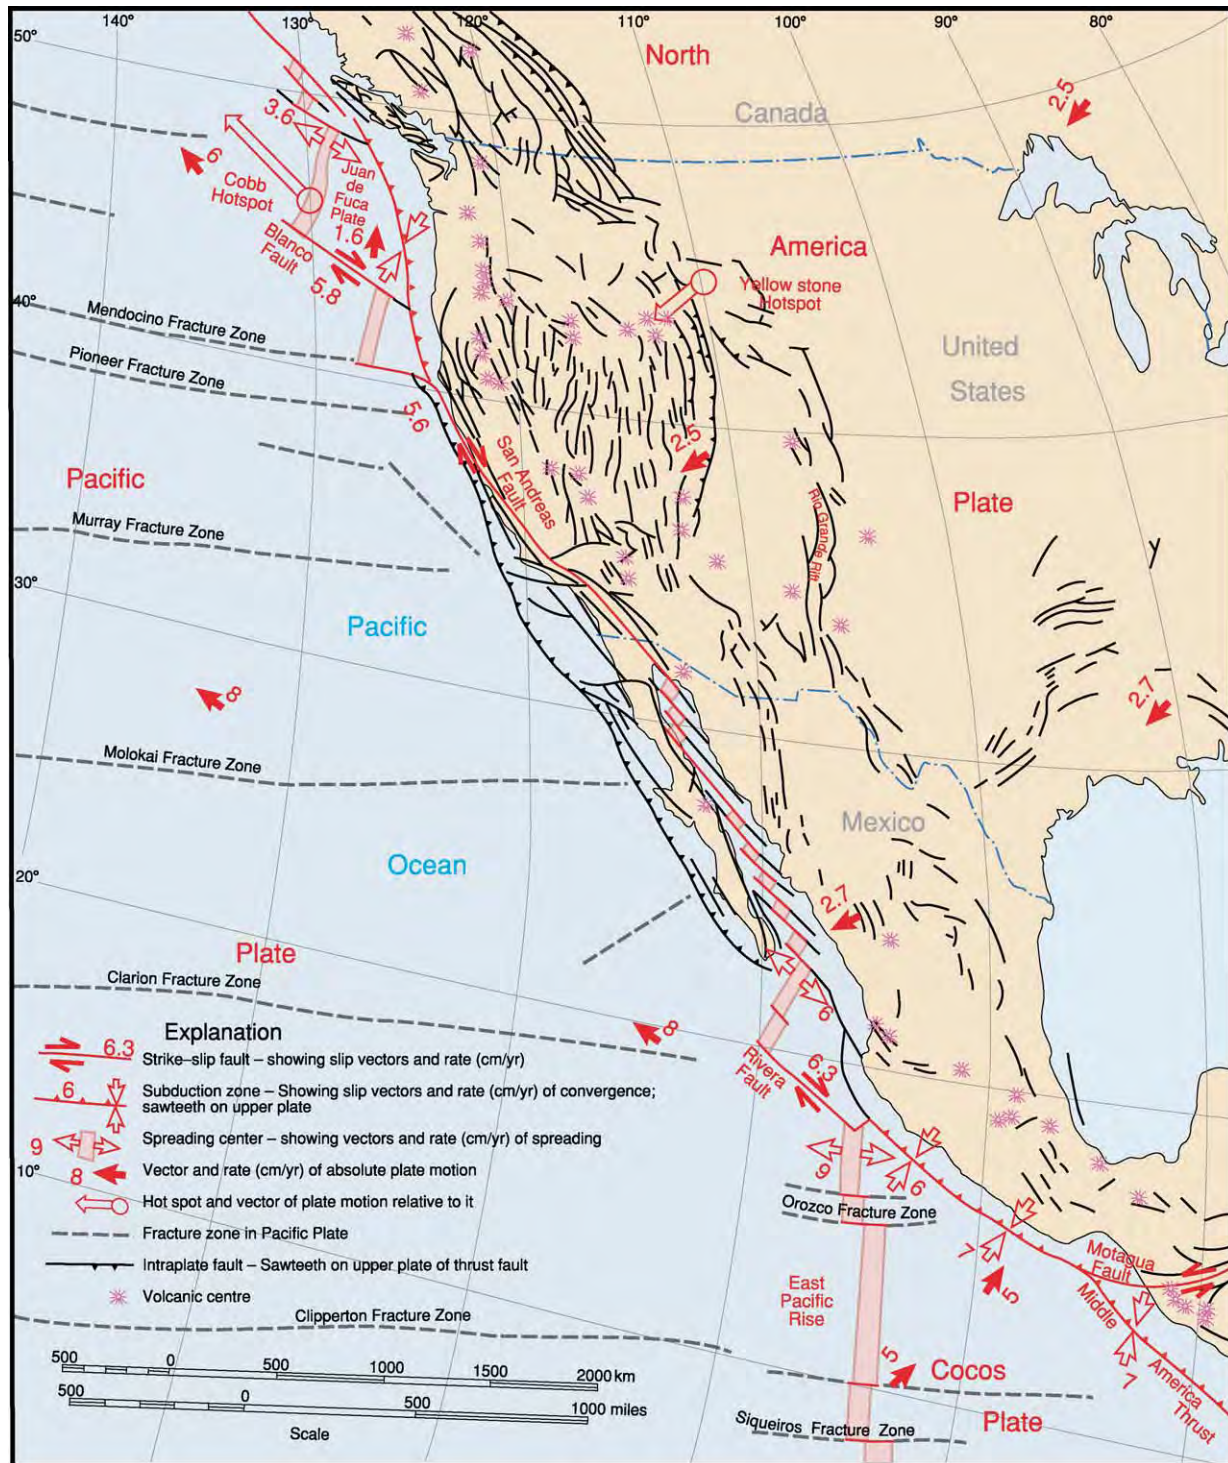 140°
130°
120°
110°
100°
90°
80°
50°
North
Canada
2.5
3.6
6
Cobb
Hotspot
Juan
de
Fuca
Plate
1.6
Blanco
Fault
5.8
America
Yellow stone
Hotspot
40°
Mendocino Fracture Zone
Pioneer Fracture Zone
United
States
5.6
San Andreas
Fault
2.5
Pacific
Plate
Murray Fracture Zone
Rio Grande Rift
30°
Pacific
8
2.7
Molokai Fracture Zone
Mexico
Ocean
20°
2.7
Plate
Clarion Fracture Zone
8
6
Rivera
Fault
6.3
Explanation
6.3
Strike–slip fault – showing slip vectors and rate (cm/yr)
6
Subduction zone – Showing slip vectors and rate (cm/yr) of convergence;
sawteeth on upper plate
9
Spreading center – showing vectors and rate (cm/yr) of spreading
8
Vector and rate (cm/yr) of absolute plate motion
10°
Hot spot and vector of plate motion relative to it
Fracture zone in Pacific Plate
Intraplate fault – Sawteeth on upper plate of thrust fault
Volcanic centre
9
6
Orozco Fracture Zone
7
5
Motagua
Fault
East
Pacific
Rise
Middle
America
Thrust
7
Clipperton Fracture Zone
5
Cocos
Plate
Siqueiros Fracture Zone
500 0 500 1000 1500 2000 km
500 0 500 1000 miles
Scale